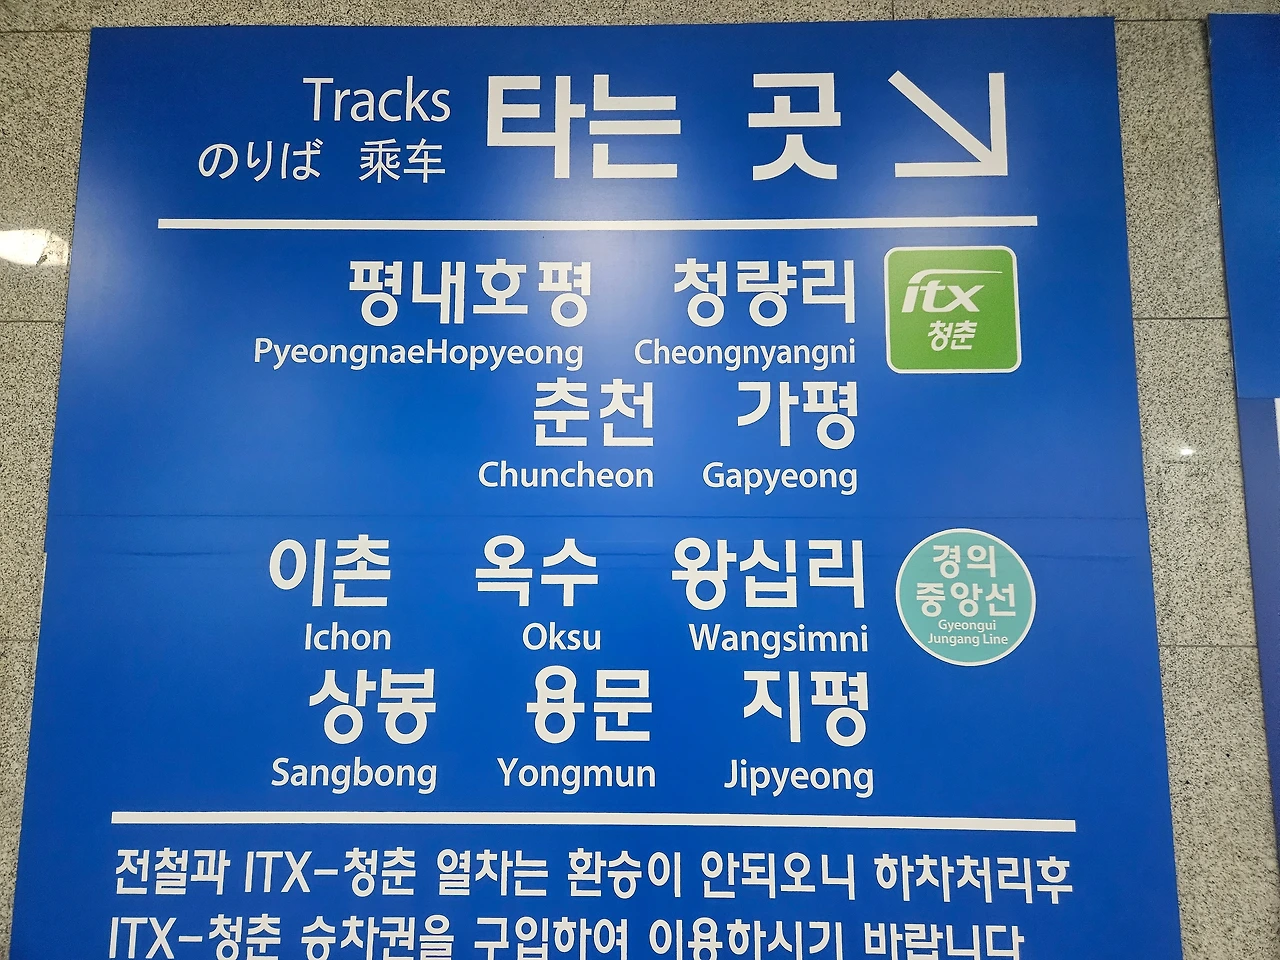 Tracks
のりば 乘车
타는 곳
평내호평 청량리
PyeongnaeHopyeong Cheongnyangni
itx
청춘
춘천 가평
Chuncheon Gapyeong
이촌 옥수 왕십리
Ichon Oksu Wangsimni
경의
중앙선
Gyeongui
Jungang Line
상봉 용문 지평
Sangbong Yongmun Jipyeong
전철과 ITX-청춘 열차는 환승이 안되오니 하차처리후
ITX-청춘 승차권을 구입하여 이용하시기 바랍니다